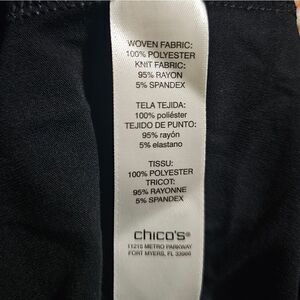 WOVEN FABRIC:
100% POLYESTER
KNIT FABRIC:
95% RAYON
5% SPANDEX
TELA TEJIDA:
100% poliéster
TEJIDO DE PUNTO:
95% rayón
5% elastano
TISSU:
100% POLYESTER
TRICOT:
95% RAYONNE
5% SPANDEX
chico's®
11215 METRO PARKWAY
FORT MYERS, FL 33966